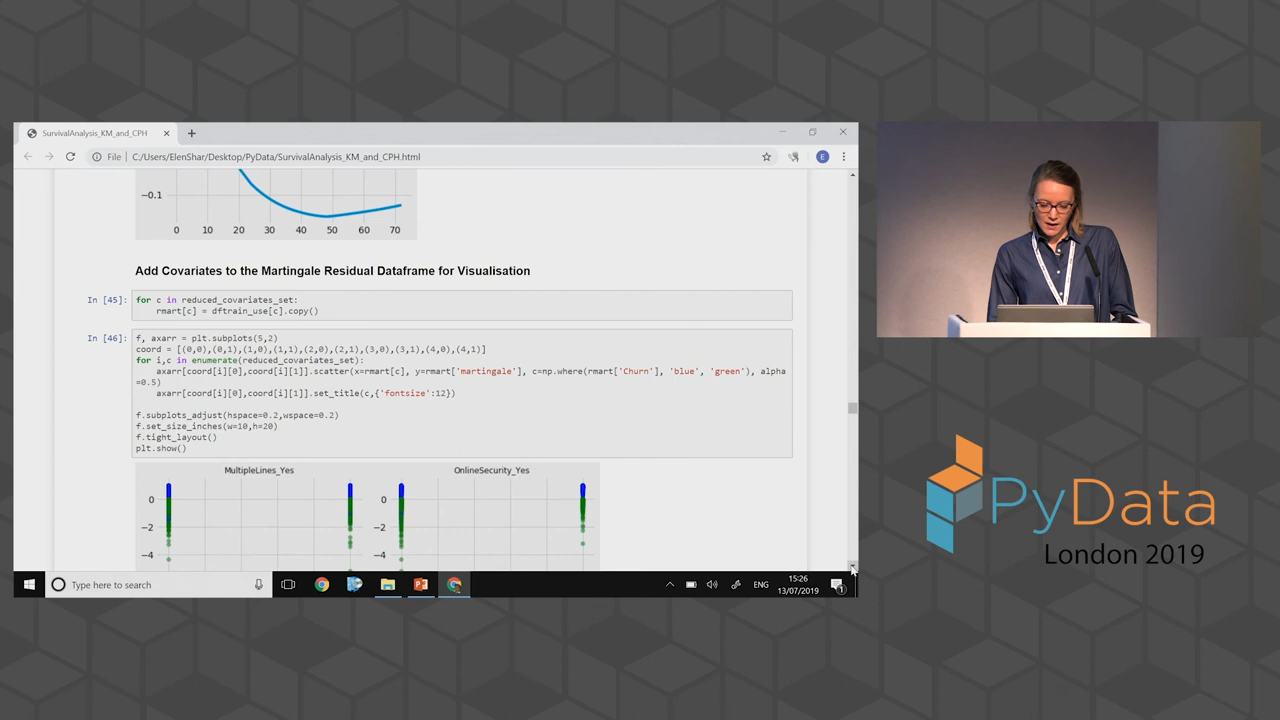 SurvivalAnalysis_KM_and_CPH
File
C:/Users/ElenShar/Desktop/PyData/SurvivalAnalysis_KM_and_CPH.html
E
−0.1
0 10 20 30 40 50 60 70
Add Covariates to the Martingale Residual Dataframe for Visualisation
In [45]:
for c in reduced_covariates_set:
rmart[c] = dftrain_use[c].copy()
In [46]:
f, axarr = plt.subplots(5,2)
coord = [(0,0),(0,1),(1,0),(1,1),(2,0),(2,1),(3,0),(3,1),(4,0),(4,1)]
for i,c in enumerate(reduced_covariates_set):
axarr[coord[i][0],coord[i][1]].scatter(x=rmart[c], y=rmart['martingale'], c=np.where(rmart['Churn'], 'blue', 'green'), alpha
=0.5)
axarr[coord[i][0],coord[i][1]].set_title(c,{'fontsize':12})
f.subplots_adjust(hspace=0.2,wspace=0.2)
f.set_size_inches(w=10,h=20)
f.tight_layout()
plt.show()
MultipleLines_Yes
OnlineSecurity_Yes
0
−2
−4
0
−2
−4
Type here to search
ENG
15:26
13/07/2019
1
PyData
London 2019